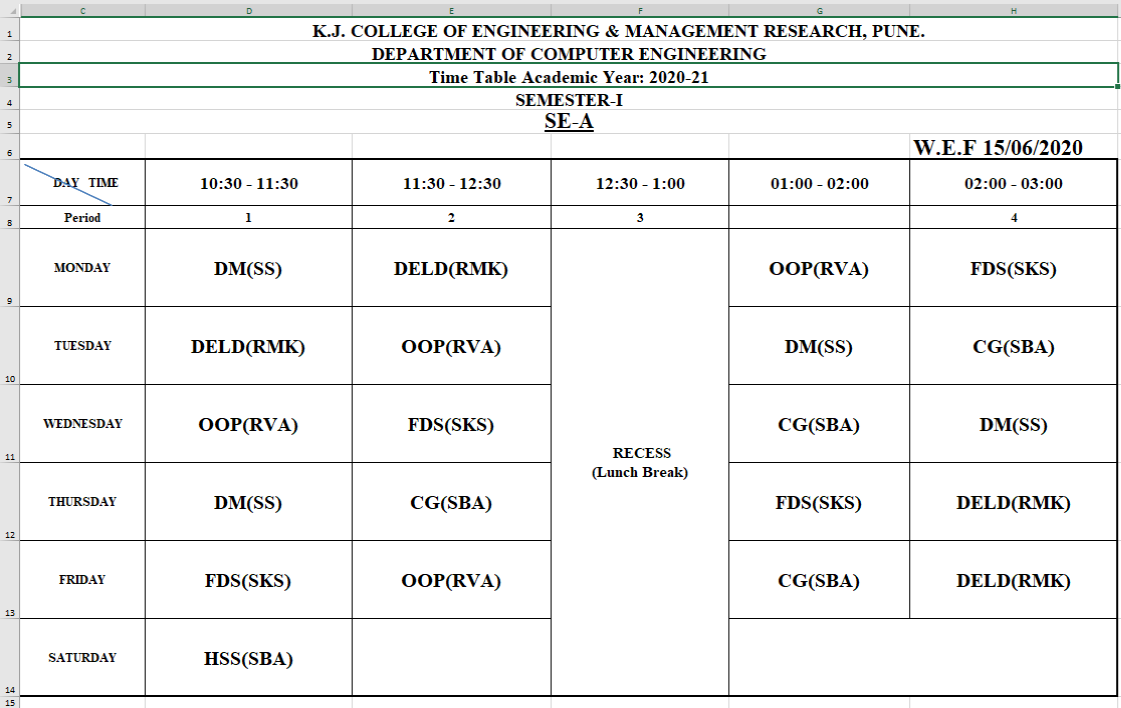 C D E F G H
1 K.J. COLLEGE OF ENGINEERING & MANAGEMENT RESEARCH, PUNE.
2 DEPARTMENT OF COMPUTER ENGINEERING
3 Time Table Academic Year: 2020-21
4 SEMESTER-I
5 SE-A
6 W.E.F 15/06/2020
7 DAY TIME 10:30 - 11:30 11:30 - 12:30 12:30 - 1:00 01:00 - 02:00 02:00 - 03:00
8 Period 1 2 3 4
9 MONDAY DM(SS) DELD(RMK) OOP(RVA) FDS(SKS)
10 TUESDAY DELD(RMK) OOP(RVA) DM(SS) CG(SBA)
11 WEDNESDAY OOP(RVA) FDS(SKS) CG(SBA) DM(SS)
RECESS
(Lunch Break)
12 THURSDAY DM(SS) CG(SBA) FDS(SKS) DELD(RMK)
13 FRIDAY FDS(SKS) OOP(RVA) CG(SBA) DELD(RMK)
14 SATURDAY HSS(SBA)
15